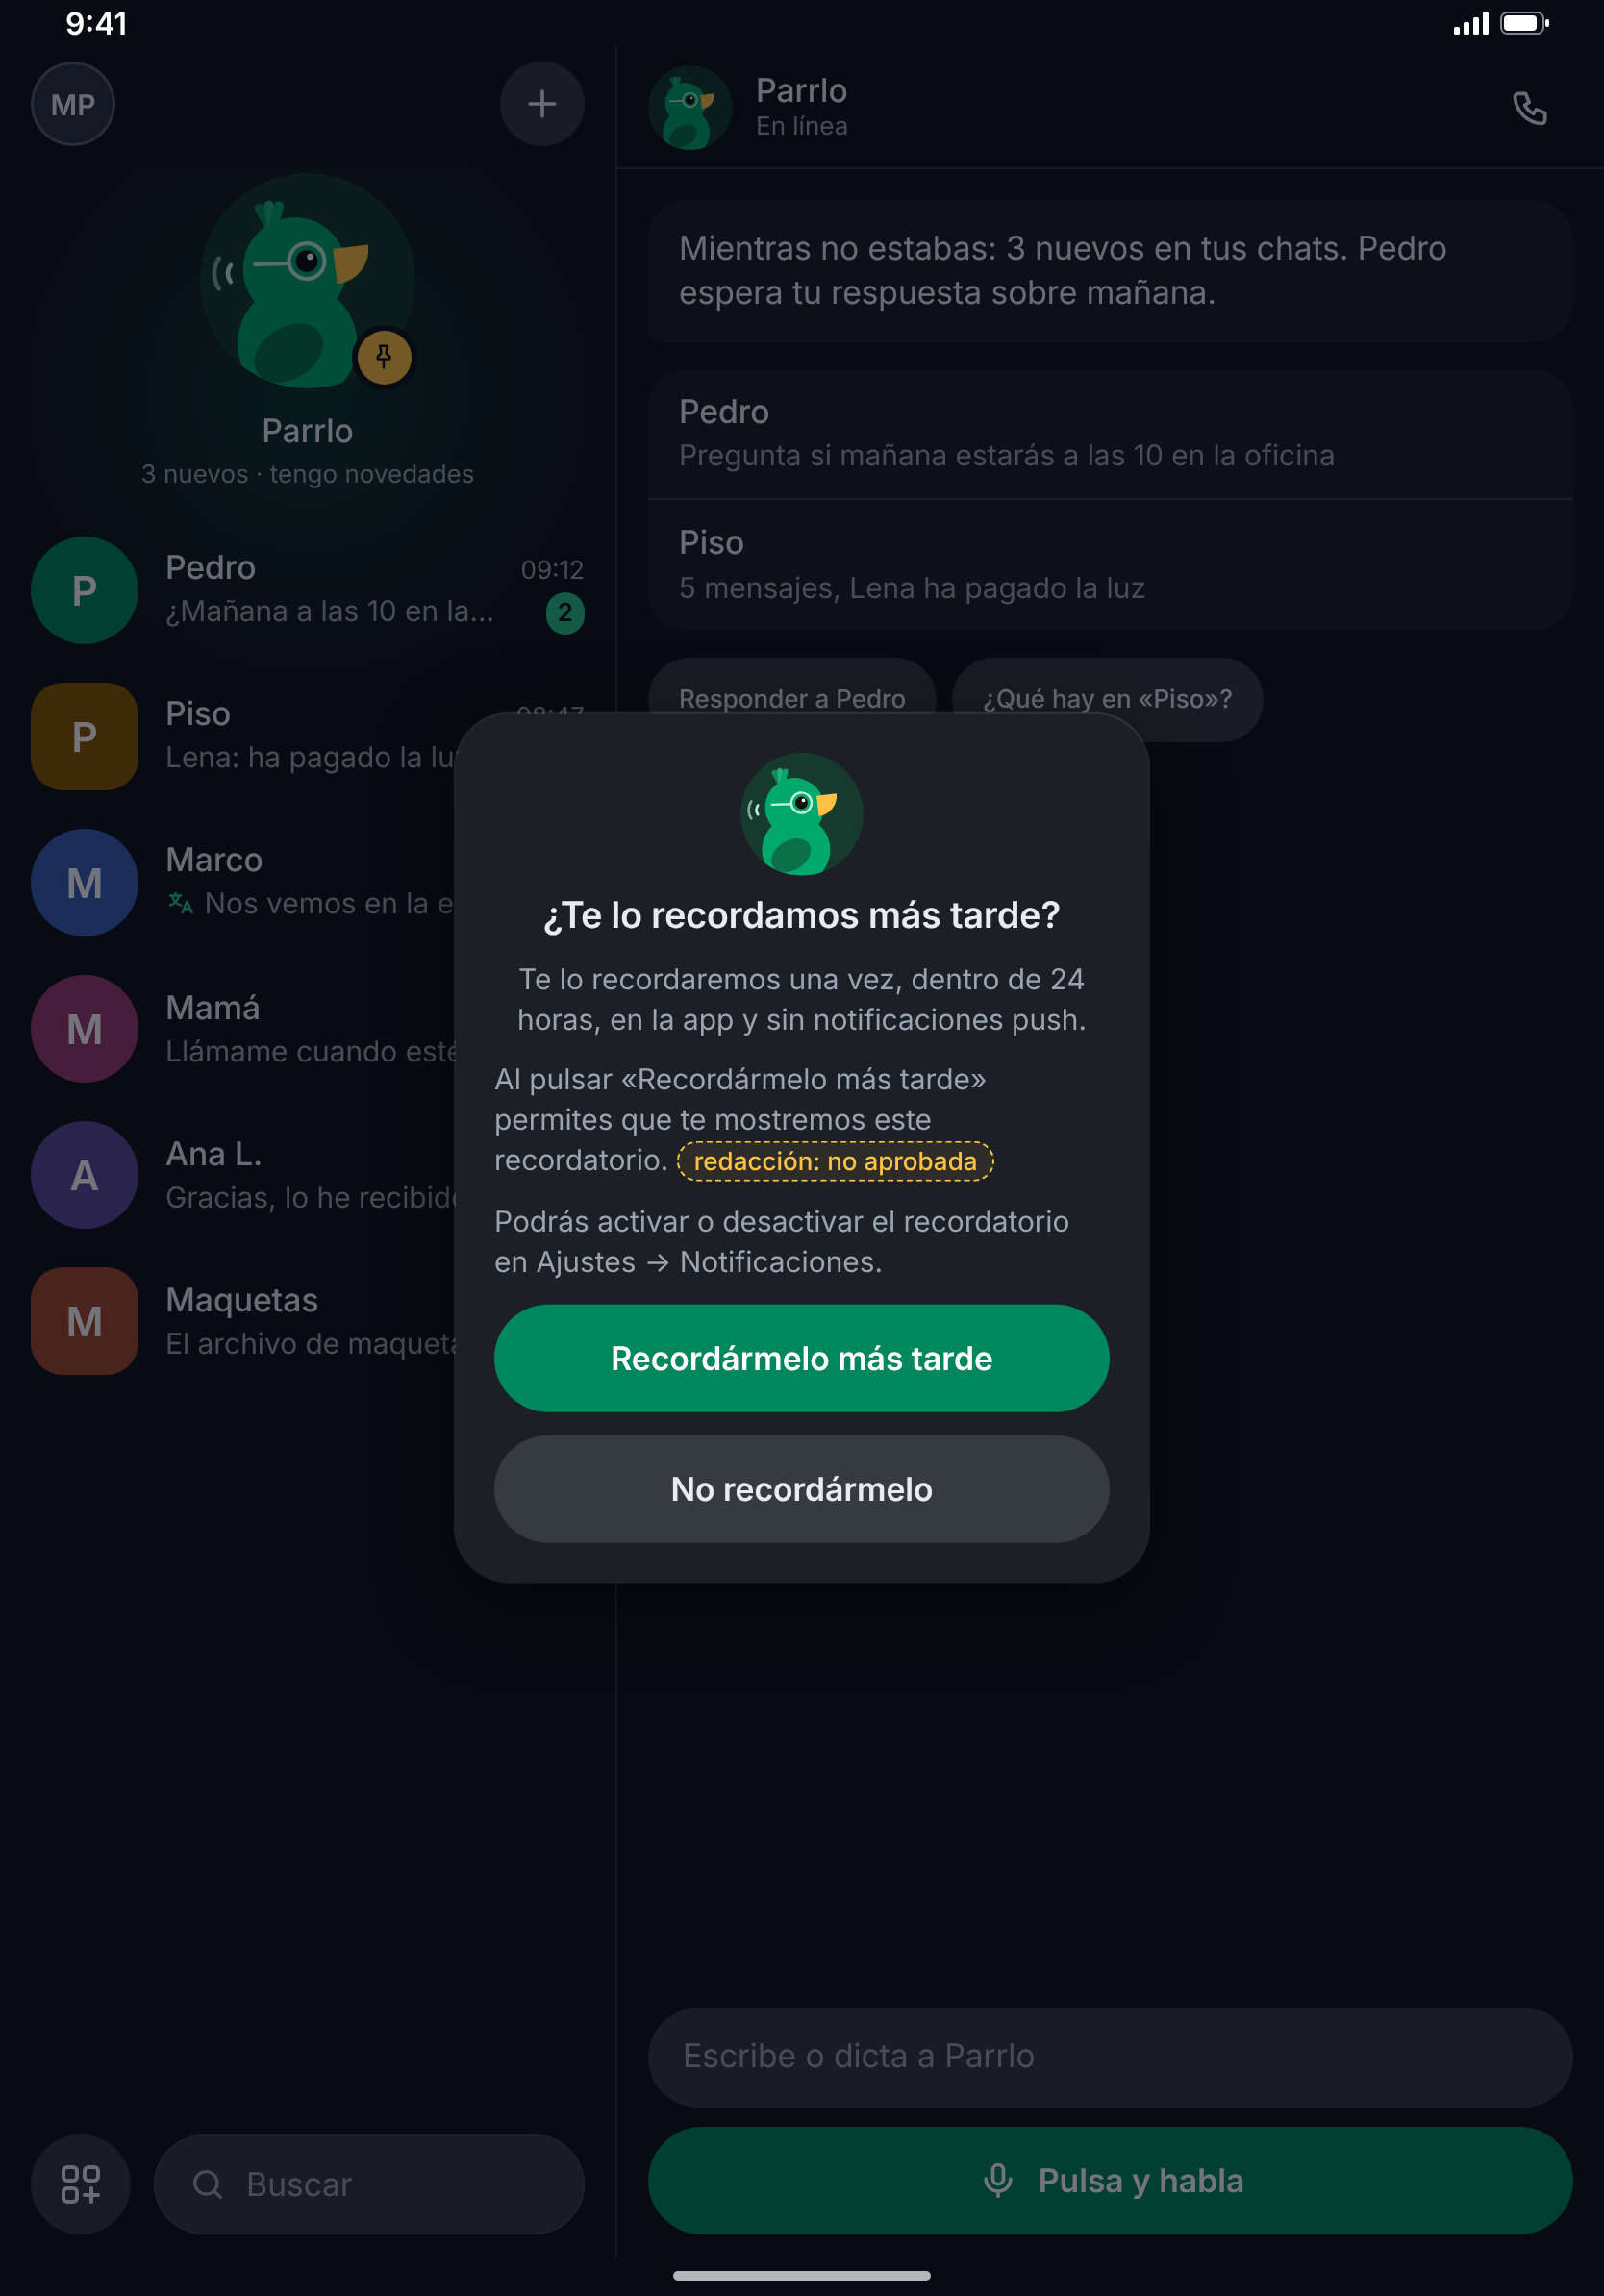 9:41
MP
Parrlo
3 nuevos · tengo novedades
P
Pedro
09:12
¿Mañana a las 10 en la...
2
P
Piso
08:47
Lena: ha pagado la lu
M
Marco
Nos vemos en la e
M
Mamá
Llámame cuando esté
A
Ana L.
Gracias, lo he recibido
M
Maquetas
El archivo de maqueta
Buscar
Parrlo
En línea
Mientras no estabas: 3 nuevos en tus chats. Pedro
espera tu respuesta sobre mañana.
Pedro
Pregunta si mañana estarás a las 10 en la oficina
Piso
5 mensajes, Lena ha pagado la luz
Responder a Pedro
¿Qué hay en «Piso»?
¿Te lo recordamos más tarde?
Te lo recordaremos una vez, dentro de 24
horas, en la app y sin notificaciones push.
Al pulsar «Recordármelo más tarde»
permites que te mostremos este
recordatorio. redacción: no aprobada
Podrás activar o desactivar el recordatorio
en Ajustes → Notificaciones.
Recordármelo más tarde
No recordármelo
Escribe o dicta a Parrlo
Pulsa y habla